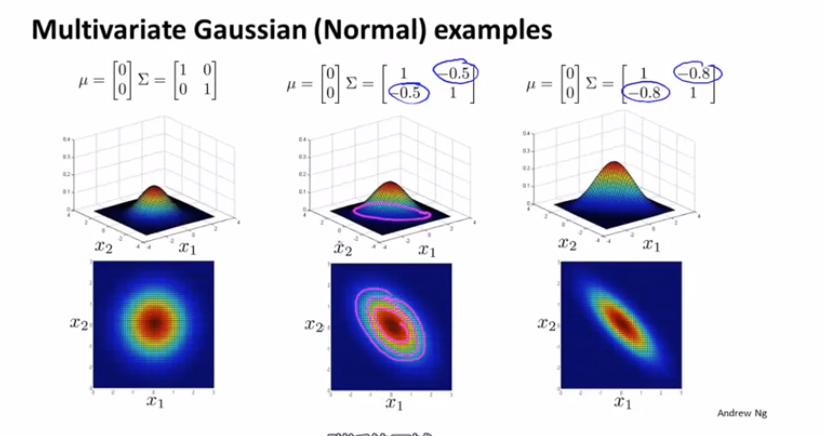 Multivariate Gaussian (Normal) examples
μ = [0 0] Σ = [1 0 0 1]
μ = [0 0] Σ = [1 −0.5 −0.5 1]
μ = [0 0] Σ = [1 −0.8 −0.8 1]
x2 x1
x2 x1
x2 x1
x2
x1
x2
x1
x2
x1
Andrew Ng